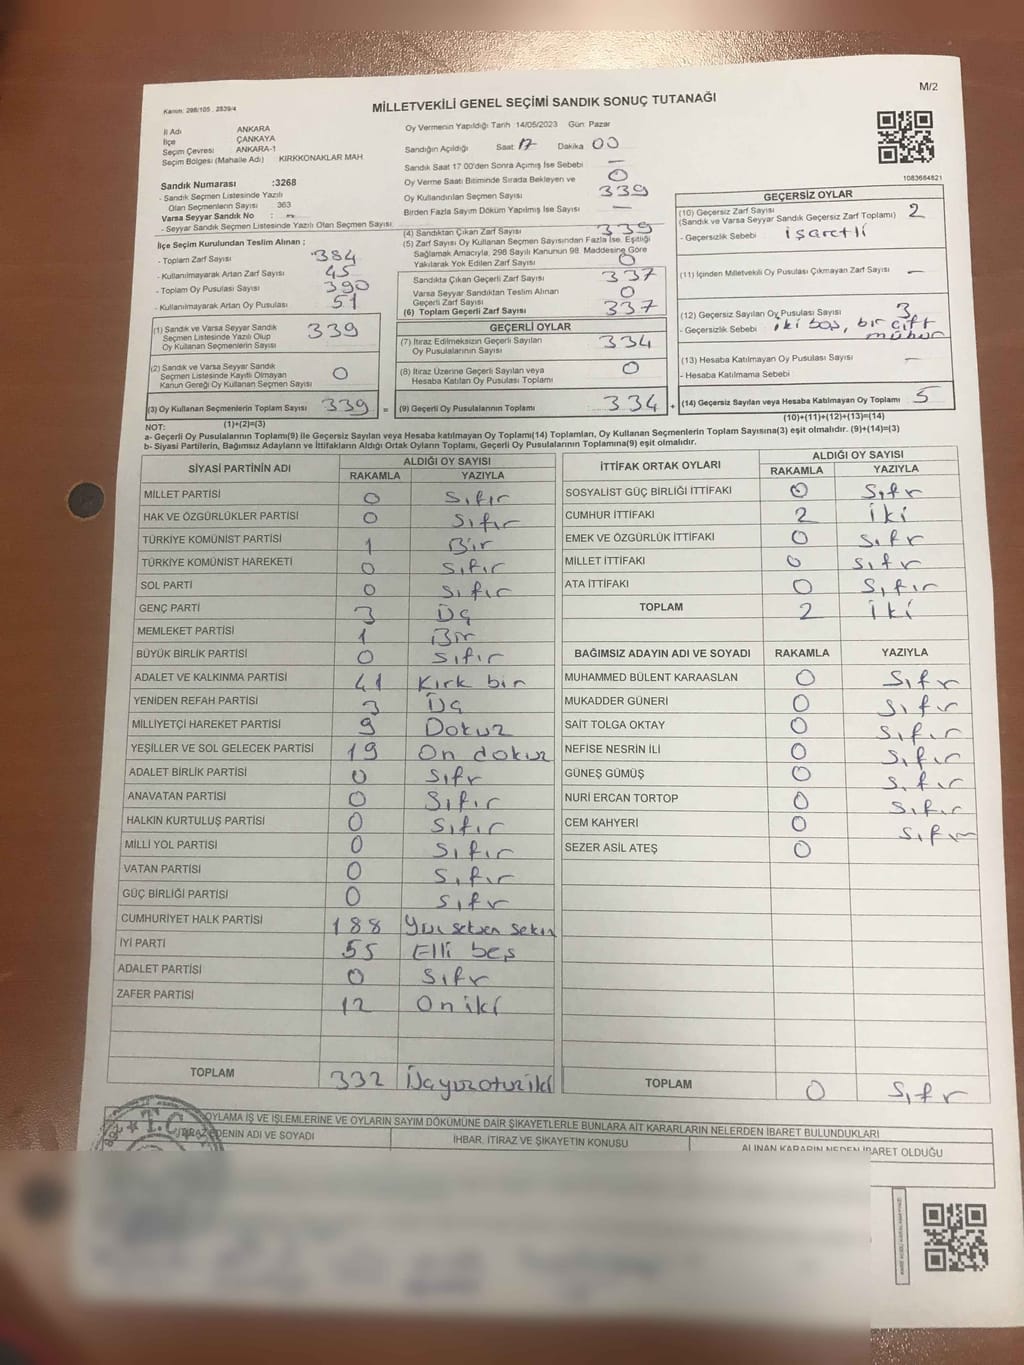 M/2
Kanun: 298/105 , 2839/4
MİLLETVEKİLİ GENEL SEÇİMİ SANDIK SONUÇ TUTANAĞI
İl Adı ANKARA
İlçe ÇANKAYA
Seçim Çevresi ANKARA-1
Seçim Bölgesi (Mahalle Adı) KIRKKONAKLAR MAH.
Sandık Numarası :3268
- Sandık Seçmen Listesinde Yazılı
Olan Seçmenlerin Sayısı 363
Varsa Seyyar Sandık No : –
- Seyyar Sandık Seçmen Listesinde Yazılı Olan Seçmen Sayısı:
İlçe Seçim Kurulundan Teslim Alınan ;
- Toplam Zarf Sayısı 384
- Kullanılmayarak Artan Zarf Sayısı 45
- Toplam Oy Pusulası Sayısı 390
- Kullanılmayarak Artan Oy Pusulası 51
(1) Sandık ve Varsa Seyyar Sandık
Seçmen Listesinde Yazılı Olup
Oy Kullanan Seçmenlerin Sayısı 339
(2) Sandık ve Varsa Seyyar Sandık
Seçmen Listesinde Kayıtlı Olmayan
Kanun Gereği Oy Kullanan Seçmen Sayısı 0
(3) Oy Kullanan Seçmenlerin Toplam Sayısı 339 =
(1)+(2)=(3)
Oy Vermenin Yapıldığı Tarih :14/05/2023 Gün: Pazar
Sandığın Açıldığı Saat 17 Dakika 00
Sandık Saat 17:00'den Sonra Açımış İse Sebebi —
Oy Verme Saati Bitiminde Sırada Bekleyen ve
Oy Kullandırılan Seçmen Sayısı 0
339
Birden Fazla Sayım Döküm Yapılmış İse Sayısı —
(4) Sandıktan Çıkan Zarf Sayısı 339
(5) Zarf Sayısı Oy Kullanan Seçmen Sayısından Fazla İse, Eşitliği
Sağlamak Amacıyla, 298 Sayılı Kanunun 98. Maddesine Göre
Yakılarak Yok Edilen Zarf Sayısı 0
Sandıkta Çıkan Geçerli Zarf Sayısı 337
Varsa Seyyar Sandıktan Teslim Alınan
Geçerli Zarf Sayısı 0
(6) Toplam Geçerli Zarf Sayısı 337
GEÇERLİ OYLAR
(7) İtiraz Edilmeksizin Geçerli Sayılan
Oy Pusulalarının Sayısı 334
(8) İtiraz Üzerine Geçerli Sayılan veya
Hesaba Katılan Oy Pusulası Toplamı 0
(9) Geçerli Oy Pusulalarının Toplamı 334 +
1083664821
GEÇERSİZ OYLAR
(10) Geçersiz Zarf Sayısı 2
(Sandık ve Varsa Seyyar Sandık Geçersiz Zarf Toplamı)
- Geçersizlik Sebebi işaretli
(11) İçinden Milletvekili Oy Pusulası Çıkmayan Zarf Sayısı —
(12) Geçersiz Sayılan Oy Pusulası Sayısı 3
- Geçersizlik Sebebi iki boş, bir çift
mühür
(13) Hesaba Katılmayan Oy Pusulası Sayısı —
- Hesaba Katılmama Sebebi
(14) Geçersiz Sayılan veya Hesaba Katılmayan Oy Toplamı 5
(10)+(11)+(12)+(13)=(14)
NOT:
a- Geçerli Oy Pusulalarının Toplam(9) ile Geçersiz Sayılan veya Hesaba katılmayan Oy Toplam(14) Toplamları, Oy Kullanan Seçmenlerin Toplam Sayısına(3) eşit olmalıdır. (9)+(14)=(3)
b- Siyasi Partilerin, Bağımsız Adayların ve İttifakların Aldığı Ortak Oyların Toplamı, Geçerli Oy Pusulalarının Toplamına(9) eşit olmalıdır.
SİYASİ PARTİNİN ADI ALDIĞI OY SAYISI
RAKAMLA YAZIYLA
MİLLET PARTİSİ 0 Sıfır
HAK VE ÖZGÜRLÜKLER PARTİSİ 0 Sıfır
TÜRKİYE KOMÜNİST PARTİSİ 1 Bir
TÜRKİYE KOMÜNİST HAREKETİ 0 Sıfır
SOL PARTİ 0 Sıfır
GENÇ PARTİ 3 Üç
MEMLEKET PARTİSİ 1 Bir
BÜYÜK BİRLİK PARTİSİ 0 Sıfır
ADALET VE KALKINMA PARTİSİ 41 Kırk bir
YENİDEN REFAH PARTİSİ 3 Üç
MİLLİYETÇİ HAREKET PARTİSİ 9 Dokuz
YEŞİLLER VE SOL GELECEK PARTİSİ 19 On dokuz
ADALET BİRLİK PARTİSİ 0 Sıfr
ANAVATAN PARTİSİ 0 Sıfır
HALKIN KURTULUŞ PARTİSİ 0 Sıfır
MİLLİ YOL PARTİSİ 0 Sıfır
VATAN PARTİSİ 0 Sıfır
GÜÇ BİRLİĞİ PARTİSİ 0 Sıfr
CUMHURİYET HALK PARTİSİ 188 Yüz seksen sekiz
İYİ PARTİ 55 Elli beş
ADALET PARTİSİ 0 Sıfr
ZAFER PARTİSİ 12 On iki
TOPLAM 332 Üçyüzotuziki
İTTİFAK ORTAK OYLARI ALDIĞI OY SAYISI
RAKAMLA YAZIYLA
SOSYALİST GÜÇ BİRLİĞİ İTTİFAKI 0 Sıfr
CUMHUR İTTİFAKI 2 İki
EMEK VE ÖZGÜRLÜK İTTİFAKI 0 Sıfr
MİLLET İTTİFAKI 0 Sıfr
ATA İTTİFAKI 0 Sıfır
TOPLAM 2 İki
BAĞIMSIZ ADAYIN ADI VE SOYADI RAKAMLA YAZIYLA
MUHAMMED BÜLENT KARAASLAN 0 Sıfr
MUKADDER GÜNERİ 0 Sıfır
SAİT TOLGA OKTAY 0 Sıfır
NEFİSE NESRİN İLİ 0 Sıfır
GÜNEŞ GÜMÜŞ 0 Sıfır
NURİ ERCAN TORTOP 0 Sıfır
CEM KAHYERİ 0 Sıfır
SEZER ASİL ATEŞ 0
TOPLAM 0 Sıfr
OYLAMA İŞ VE İŞLEMLERİNE VE OYLARIN SAYIM DÖKÜMÜNE DAİR ŞİKAYETLERLE BUNLARA AİT KARARLARIN NELERDEN İBARET BULUNDUKLARI
İTİRAZ EDENİN ADI VE SOYADI İHBAR, İTİRAZ VE ŞİKAYETİN KONUSU ALINAN KARARIN NEDEN İBARET OLDUĞU
T.C.